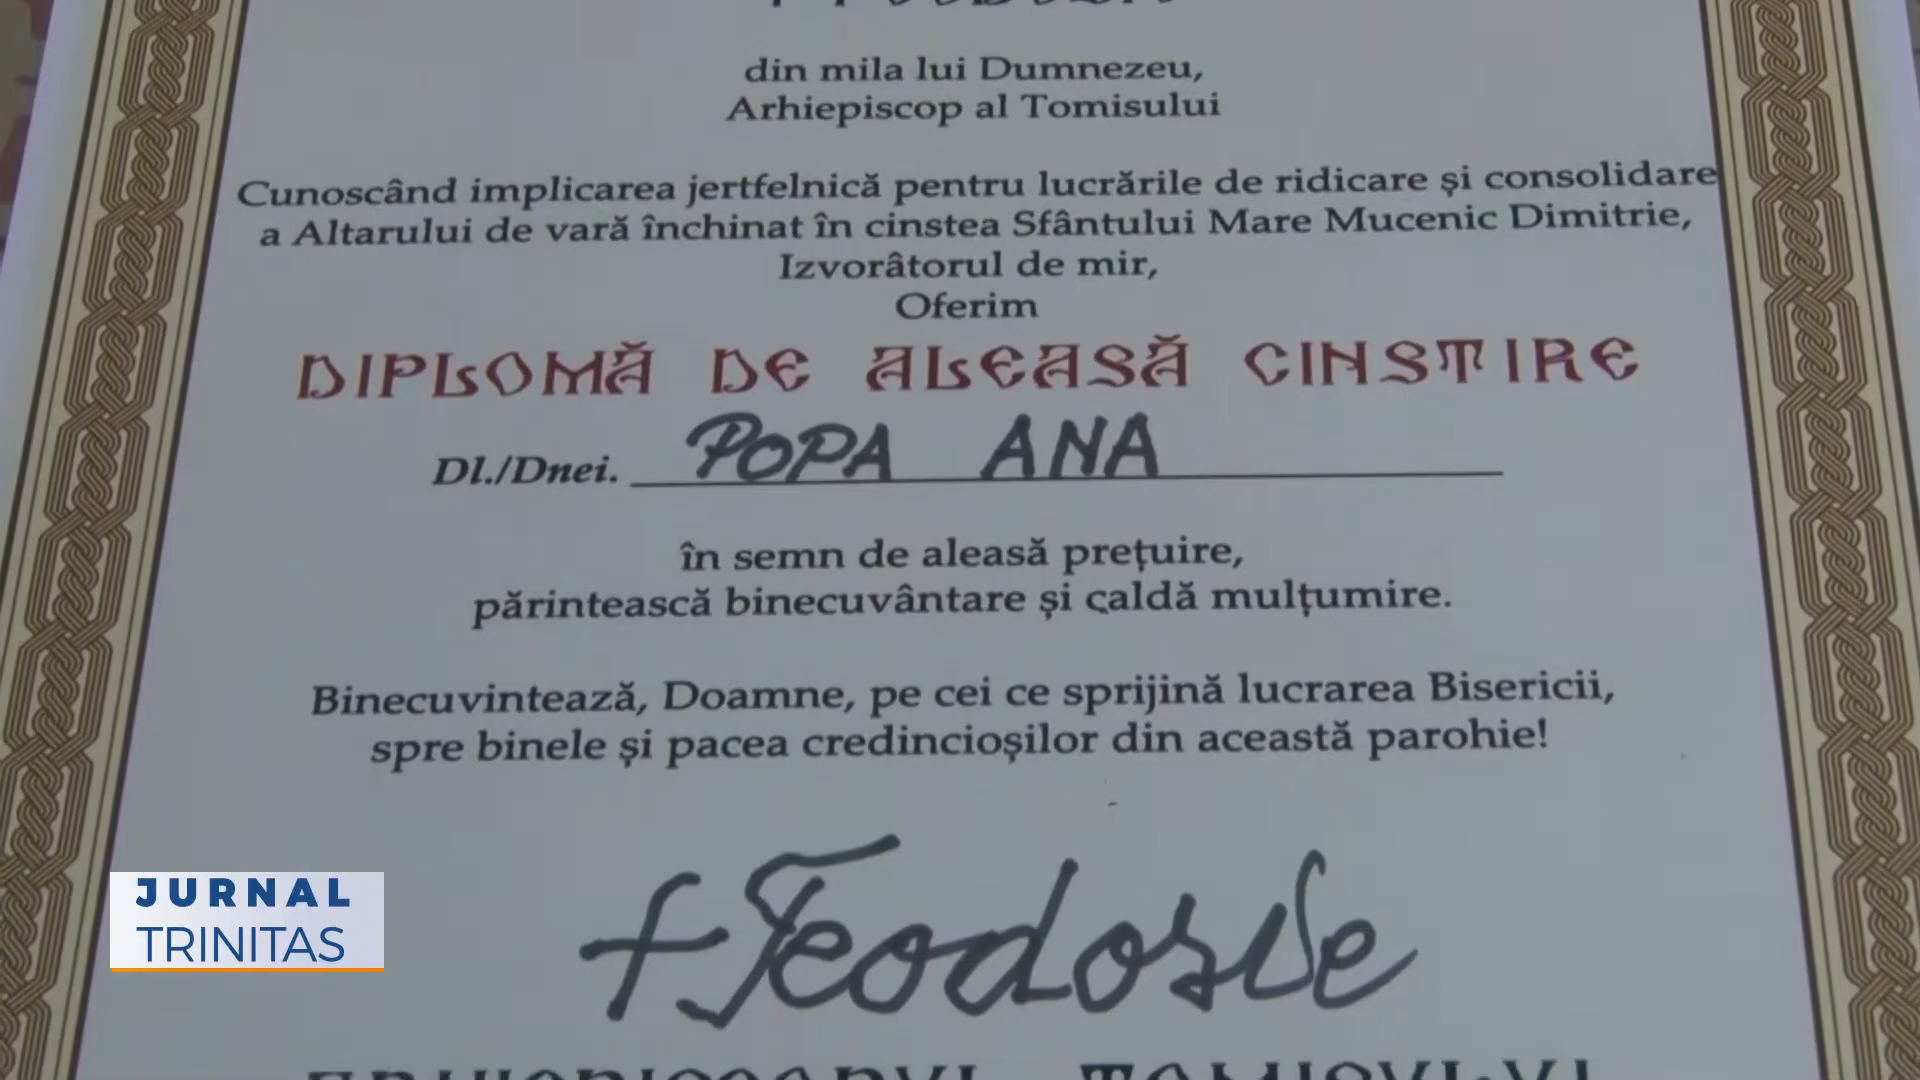 din mila lui Dumnezeu,
Arhiepiscop al Tomisului
Cunoscând implicarea jertfelnică pentru lucrările de ridicare și consolidare
a Altarului de vară închinat în cinstea Sfântului Mare Mucenic Dimitrie,
Izvorâtorul de mir,
Oferim
DIPLOMĂ DE ALEASĂ CINSTIRE
Dl./Dnei. POPA ANA
în semn de aleasă prețuire,
părintească binecuvântare și caldă mulțumire.
Binecuvintează, Doamne, pe cei ce sprijină lucrarea Bisericii,
spre binele și pacea credincioșilor din această parohie!
† Teodosie
JURNAL
TRINITAS